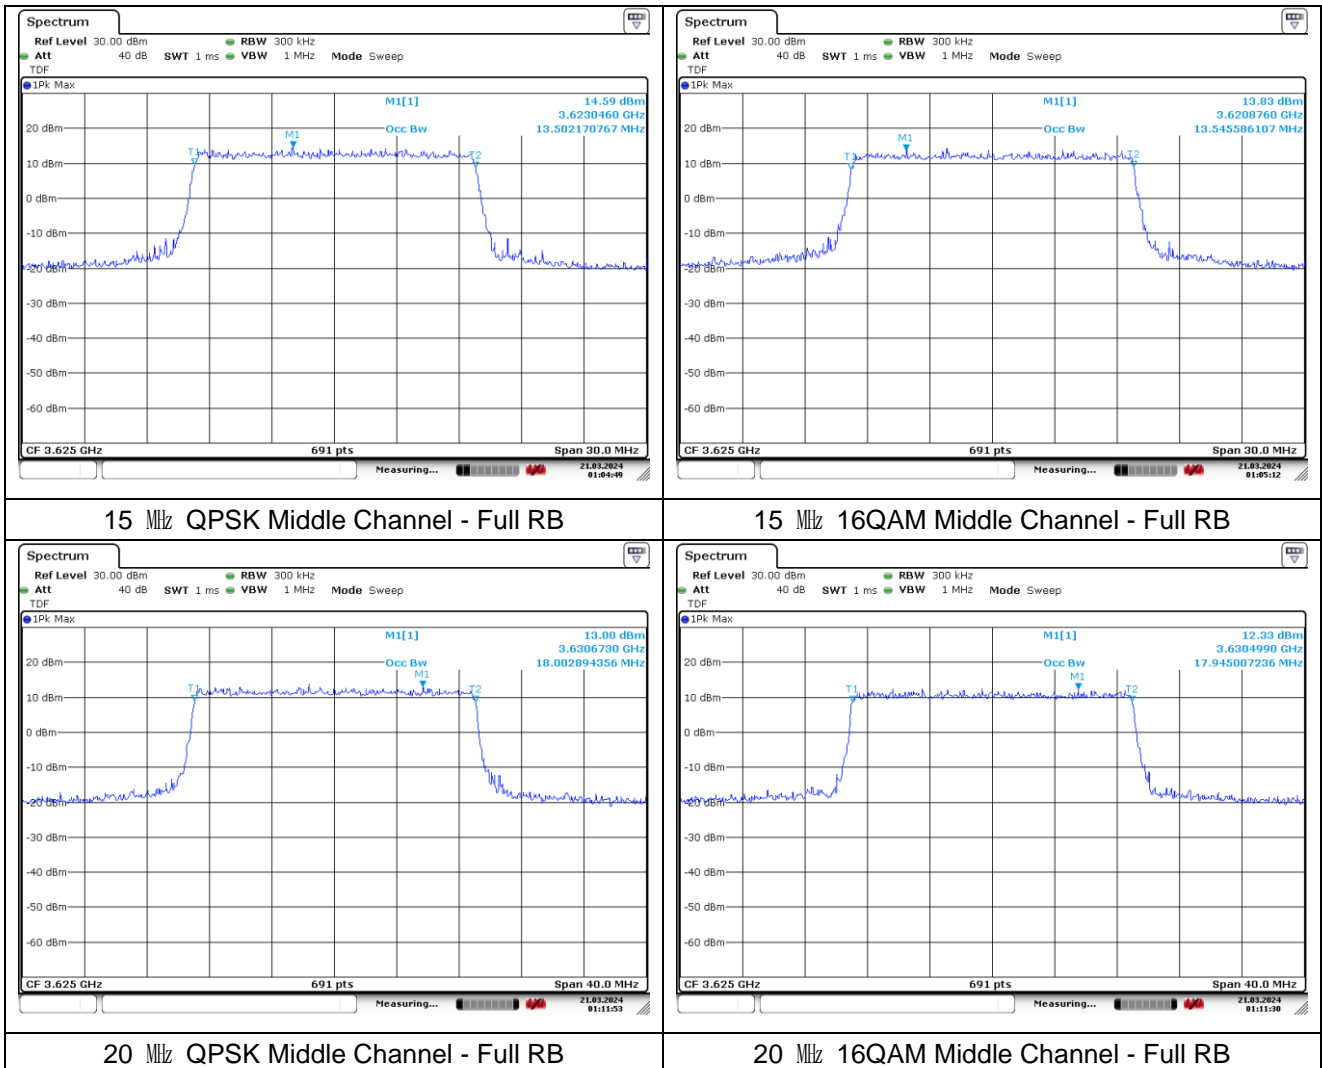 Spectrum
Ref Level 30.00 dBm RBW 300 kHz
Att 40 dB SWT 1 ms VBW 1 MHz Mode Sweep
TDF
1Pk Max
M1[1] 14.59 dBm
3.6230460 GHz
20 dBm Occ Bw 13.502170767 MHz
M1
T1 T2
10 dBm
0 dBm
-10 dBm
-20 dBm
-30 dBm
-40 dBm
-50 dBm
-60 dBm
CF 3.625 GHz 691 pts Span 30.0 MHz
Measuring... 21.03.2024
01:04:49
15 ㎒ QPSK Middle Channel - Full RB
Spectrum
Ref Level 30.00 dBm RBW 300 kHz
Att 40 dB SWT 1 ms VBW 1 MHz Mode Sweep
TDF
1Pk Max
M1[1] 13.83 dBm
3.6208760 GHz
20 dBm Occ Bw 13.545586107 MHz
M1
T1 T2
10 dBm
0 dBm
-10 dBm
-20 dBm
-30 dBm
-40 dBm
-50 dBm
-60 dBm
CF 3.625 GHz 691 pts Span 30.0 MHz
Measuring... 21.03.2024
01:05:12
15 ㎒ 16QAM Middle Channel - Full RB
Spectrum
Ref Level 30.00 dBm RBW 300 kHz
Att 40 dB SWT 1 ms VBW 1 MHz Mode Sweep
TDF
1Pk Max
M1[1] 13.00 dBm
3.6306730 GHz
20 dBm Occ Bw 18.002894356 MHz
M1
T1 T2
10 dBm
0 dBm
-10 dBm
-20 dBm
-30 dBm
-40 dBm
-50 dBm
-60 dBm
CF 3.625 GHz 691 pts Span 40.0 MHz
Measuring... 21.03.2024
01:11:53
20 ㎒ QPSK Middle Channel - Full RB
Spectrum
Ref Level 30.00 dBm RBW 300 kHz
Att 40 dB SWT 1 ms VBW 1 MHz Mode Sweep
TDF
1Pk Max
M1[1] 12.33 dBm
3.6304990 GHz
20 dBm Occ Bw 17.945007236 MHz
M1
T1 T2
10 dBm
0 dBm
-10 dBm
-20 dBm
-30 dBm
-40 dBm
-50 dBm
-60 dBm
CF 3.625 GHz 691 pts Span 40.0 MHz
Measuring... 21.03.2024
01:11:30
20 ㎒ 16QAM Middle Channel - Full RB